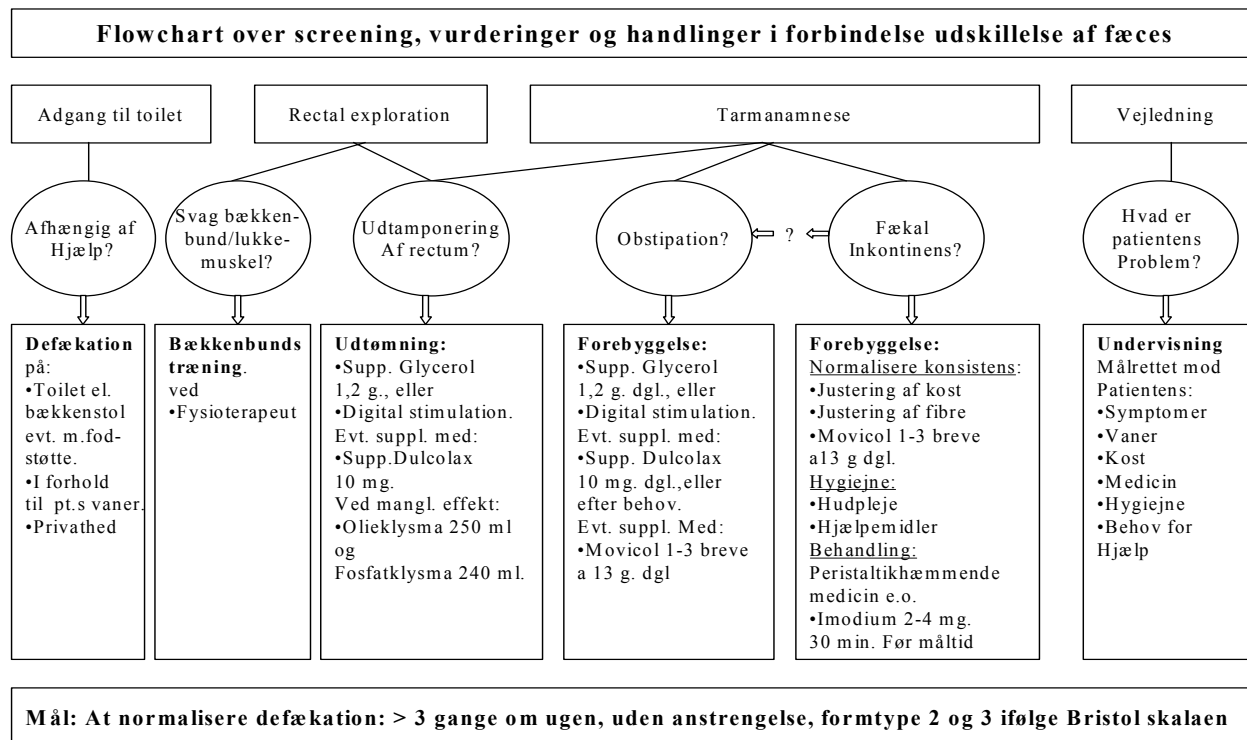 Flowchart over screening, vurderinger og handlinger i forbindelse udskillelse af fæces
Adgang til toilet
Rectal exploration
Tarmanamnese
Vejledning
Afhængig af
Hjælp?
Svag bækken-
bund/lukke-
muskel?
Udtamponering
Af rectum?
Obstipation?
?
Fækal
Inkontinens?
Hvad er
patientens
Problem?
Defækation
på:
•Toilet el.
bækkenstol
evt. m.fod-
støtte.
•I forhold
til pt.s vaner.
•Privathed
Bækkenbunds
træning.
ved
•Fysioterapeut
Udtømning:
•Supp. Glycerol
1,2 g., eller
•Digital stimulation.
Evt. suppl. med:
•Supp.Dulcolax
10 mg.
Ved mangl. effekt:
•Olieklysma 250 ml
og
Fosfatklysma 240 ml.
Forebyggelse:
•Supp. Glycerol
1,2 g. dgl., eller
•Digital stimulation.
Evt. suppl. med:
•Supp. Dulcolax
10 mg. dgl.,eller
efter behov.
Evt. suppl. Med:
•Movicol 1-3 breve
a 13 g. dgl
Forebyggelse:
Normalisere konsistens:
•Justering af kost
•Justering af fibre
•Movicol 1-3 breve
a13 g dgl.
Hygiejne:
•Hudpleje
•Hjælpemidler
Behandling:
Peristaltikhæmmende
medicin e.o.
•Imodium 2-4 mg.
30 min. Før måltid
Undervisning
Målrettet mod
Patientens:
•Symptomer
•Vaner
•Kost
•Medicin
•Hygiejne
•Behov for
Hjælp
Mål: At normalisere defækation: > 3 gange om ugen, uden anstrengelse, formtype 2 og 3 ifølge Bristol skalaen